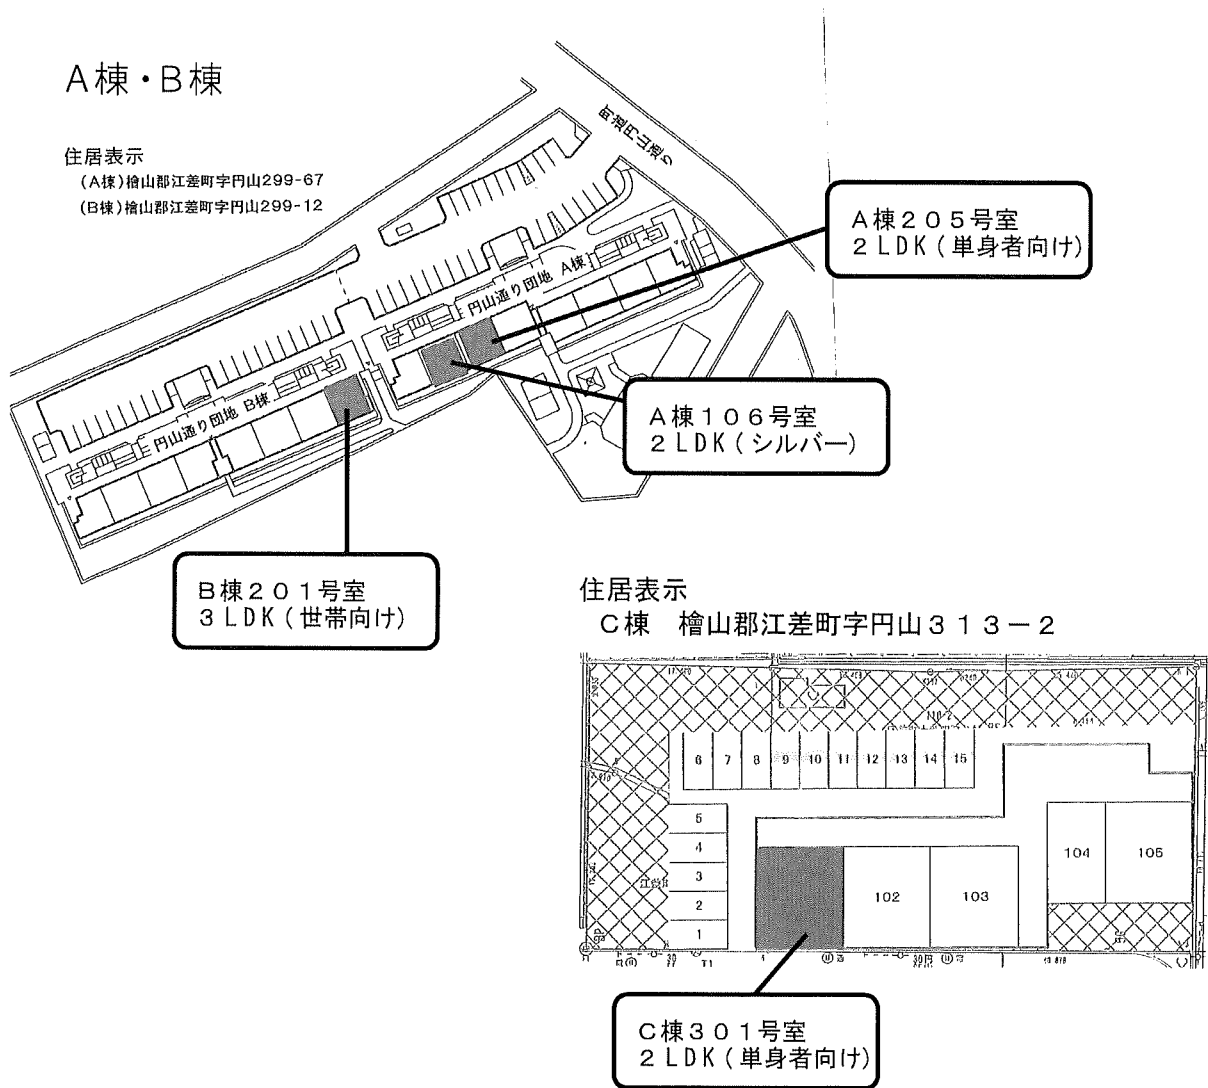 A棟・B棟
住居表示
(A棟)檜山郡江差町字円山299-67
(B棟)檜山郡江差町字円山299-12
町道円山通り
A棟205号室
2LDK(単身者向け)
円山通り団地 A棟
A棟106号室
2LDK(シルバー)
円山通り団地 B棟
B棟201号室
3LDK(世帯向け)
住居表示
C棟 檜山郡江差町字円山313-2
6 7 8 9 10 11 12 13 14 15
5
4
3
2
1
102 103
104 105
C棟301号室
2LDK(単身者向け)